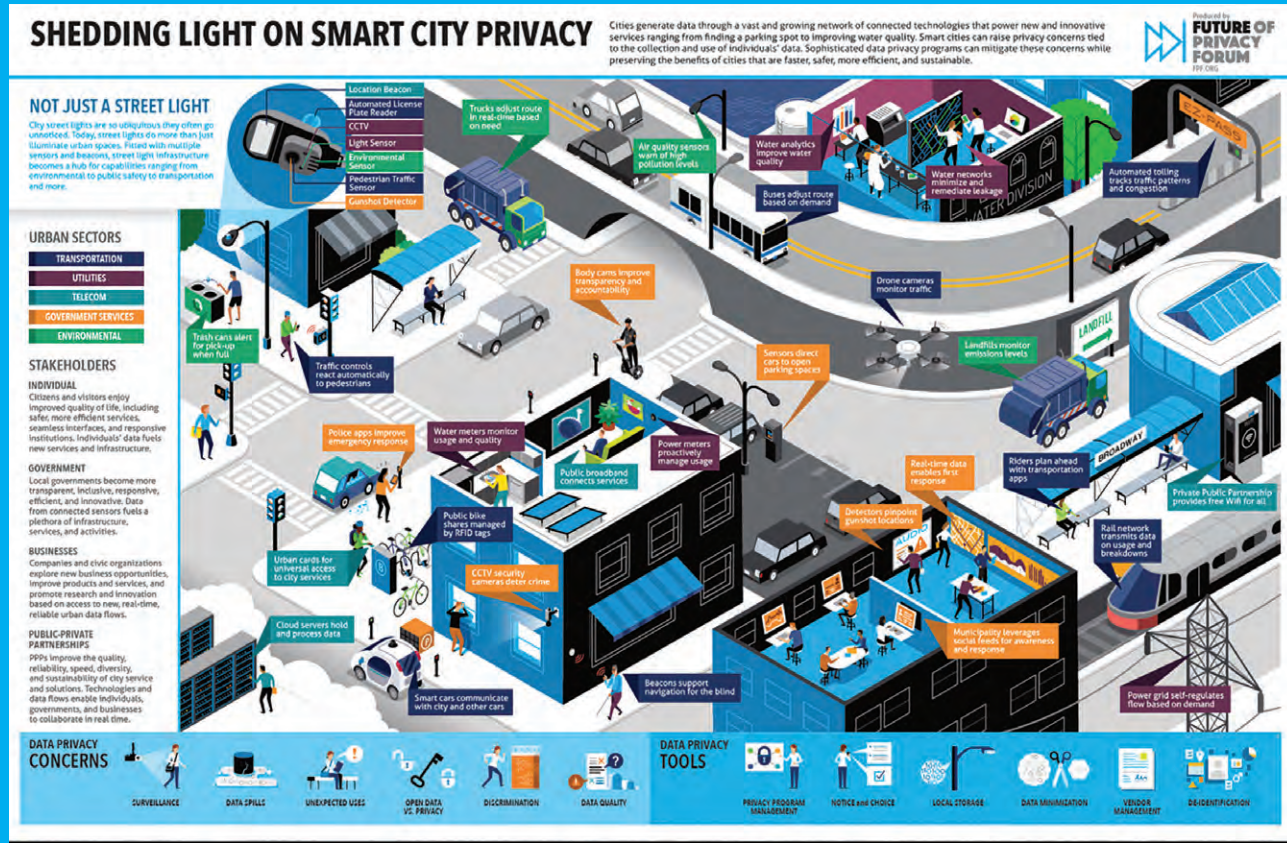 SHEDDING LIGHT ON SMART CITY PRIVACY
Cities generate data through a vast and growing network of connected technologies that power new and innovative
services ranging from finding a parking spot to improving water quality. Smart cities can raise privacy concerns tied
to the collection and use of individuals' data. Sophisticated data privacy programs can mitigate these concerns while
preserving the benefits of cities that are faster, safer, more efficient, and sustainable.
Produced by
FUTURE OF
PRIVACY
FORUM
FPF.ORG
NOT JUST A STREET LIGHT
City street lights are so ubiquitous they often go
unnoticed. Today, street lights do more than just
illuminate urban spaces. Fitted with multiple
sensors and beacons, street light infrastructure
becomes a hub for capabilities ranging from
environmental to public safety to transportation
and more.
Location Beacon
Automated License
Plate Reader
CCTV
Light Sensor
Environmental
Sensor
Pedestrian Traffic
Sensor
Gunshot Detector
Trucks adjust route
in real-time based
on need
Air quality sensors
warn of high
pollution levels
Water analytics
improve water
quality
Water networks
minimize and
remediate leakage
WATER DIVISION
EZ-PASS
Automated tolling
tracks traffic patterns
and congestion
Buses adjust route
based on demand
URBAN SECTORS
TRANSPORTATION
UTILITIES
TELECOM
GOVERNMENT SERVICES
ENVIRONMENTAL
Trash cans alert
for pick-up
when full
Traffic controls
react automatically
to pedestrians
Body cams improve
transparency and
accountability
Drone cameras
monitor traffic
Sensors direct
cars to open
parking spaces
Landfills monitor
emissions levels
LANDFILL
STAKEHOLDERS
INDIVIDUAL
Citizens and visitors enjoy
improved quality of life, including
safer, more efficient services,
seamless interfaces, and responsive
institutions. Individuals' data fuels
new services and infrastructure.
GOVERNMENT
Local governments become more
transparent, inclusive, responsive,
efficient, and innovative. Data
from connected sensors fuels a
plethora of infrastructure,
services, and activities.
BUSINESSES
Companies and civic organizations
explore new business opportunities,
improve products and services, and
promote research and innovation
based on access to new, real-time,
reliable urban data flows.
PUBLIC-PRIVATE
PARTNERSHIPS
PPPs improve the quality,
reliability, speed, diversity,
and sustainability of city service
and solutions. Technologies and
data flows enable individuals,
governments, and businesses
to collaborate in real time.
Police apps improve
emergency response
Water meters monitor
usage and quality
Public broadband
connects services
Power meters
proactively
manage usage
Real-time data
enables first
response
Riders plan ahead
with transportation
apps
BROADWAY
Private Public Partnership
provides free Wifi for all
Public bike
shares managed
by RFID tags
Detectors pinpoint
gunshot locations
AUDIO
Rail network
transmits data
on usage and
breakdowns
Urban cards for
universal access
to city services
B
CCTV security
cameras deter crime
Cloud servers hold
and process data
P
Municipality leverages
social feeds for awareness
and response
Smart cars communicate
with city and other cars
Beacons support
navigation for the blind
Power grid self-regulates
flow based on demand
DATA PRIVACY
CONCERNS
SURVEILLANCE
DATA SPILLS
UNEXPECTED USES
OPEN DATA
VS. PRIVACY
DISCRIMINATION
DATA QUALITY
DATA PRIVACY
TOOLS
PRIVACY PROGRAM
MANAGEMENT
NOTICE and CHOICE
LOCAL STORAGE
DATA MINIMIZATION
VENDOR
MANAGEMENT
DE-IDENTIFICATION